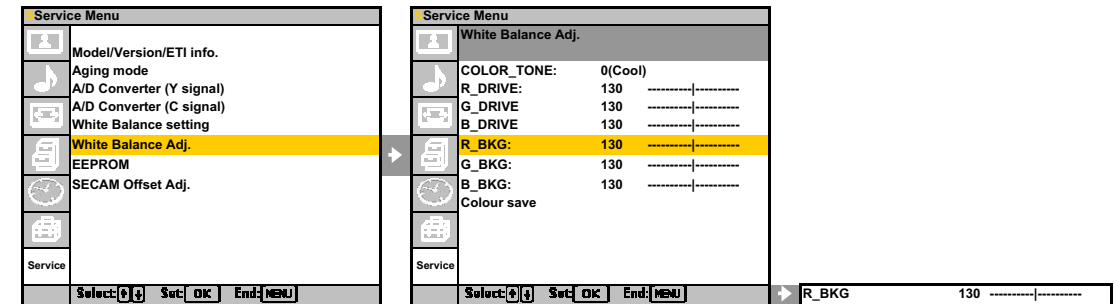 Service Menu
Model/Version/ETI info.
Aging mode
A/D Converter (Y signal)
A/D Converter (C signal)
White Balance setting
White Balance Adj.
EEPROM
SECAM Offset Adj.
Service
Select: Set: OK End: MENU
Service Menu
White Balance Adj.
COLOR_TONE: 0(Cool)
R_DRIVE: 130 ----------|----------
G_DRIVE 130 ----------|----------
B_DRIVE 130 ----------|----------
R_BKG: 130 ----------|----------
G_BKG: 130 ----------|----------
B_BKG: 130 ----------|----------
Colour save
Service
Select: Set: OK End: MENU
R_BKG 130 ----------|----------